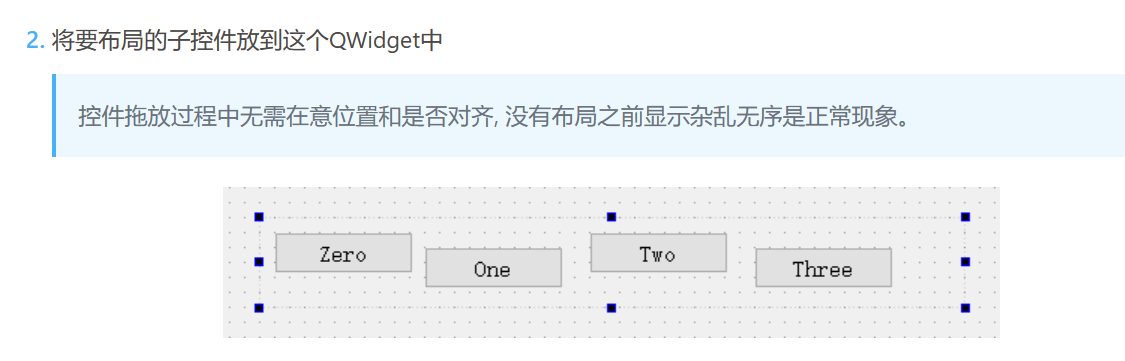 2. 将要布局的子控件放到这个QWidget中
控件拖放过程中无需在意位置和是否对齐, 没有布局之前显示杂乱无序是正常现象。
Zero One Two Three